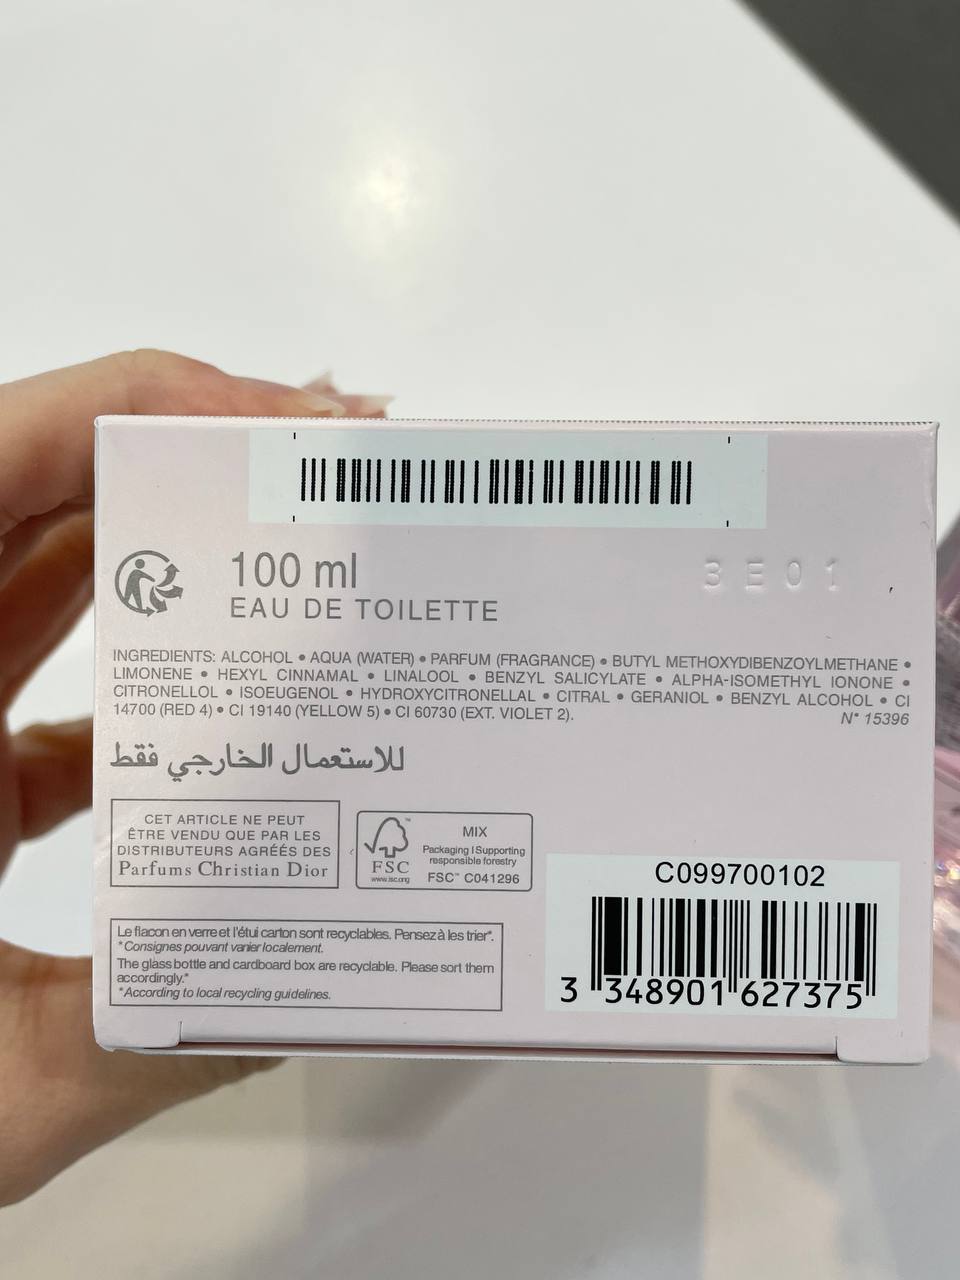 100 ml
EAU DE TOILETTE
3E01
INGREDIENTS: ALCOHOL • AQUA (WATER) • PARFUM (FRAGRANCE) • BUTYL METHOXYDIBENZOYLMETHANE •
LIMONENE • HEXYL CINNAMAL • LINALOOL • BENZYL SALICYLATE • ALPHA-ISOMETHYL IONONE •
CITRONELLOL • ISOEUGENOL • HYDROXYCITRONELLAL • CITRAL • GERANIOL • BENZYL ALCOHOL • CI
14700 (RED 4) • CI 19140 (YELLOW 5) • CI 60730 (EXT. VIOLET 2).
N° 15396
للاستعمال الخارجي فقط
CET ARTICLE NE PEUT
ÊTRE VENDU QUE PAR LES
DISTRIBUTEURS AGRÉÉS DES
Parfums Christian Dior
FSC
www.fsc.org
MIX
Packaging | Supporting
responsible forestry
FSC™ C041296
Le flacon en verre et l'étui carton sont recyclables. Pensez à les trier*.
*Consignes pouvant varier localement.
The glass bottle and cardboard box are recyclable. Please sort them
accordingly.*
*According to local recycling guidelines.
C099700102
3 348901 627375